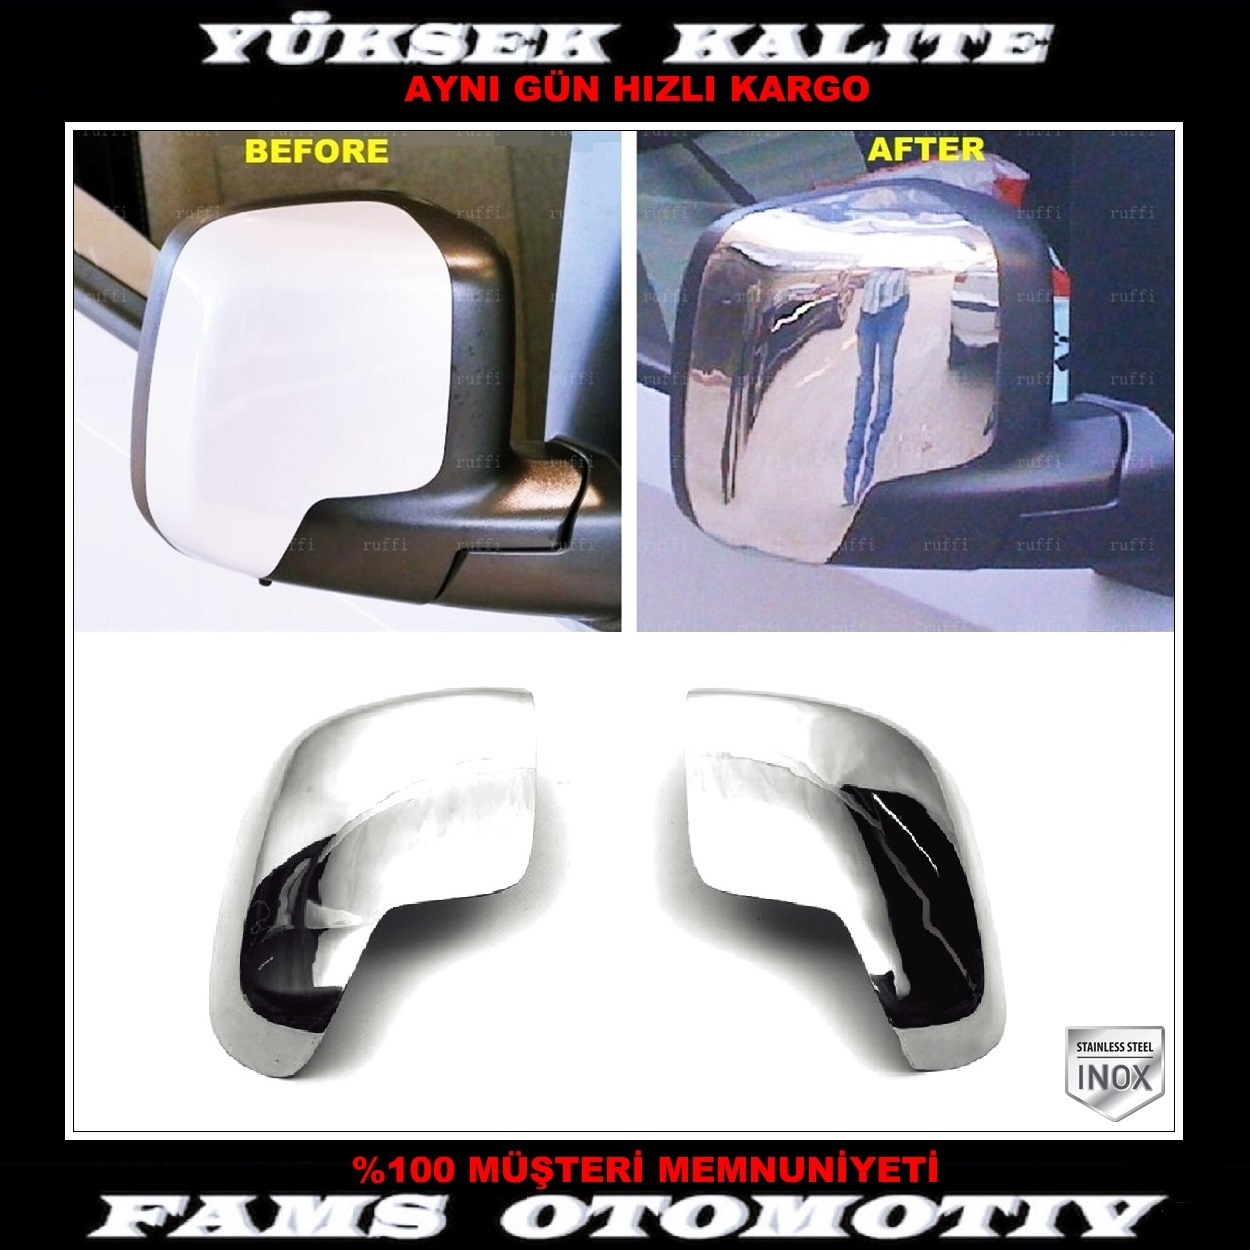 YÜKSEK KALITE
AYNI GÜN HIZLI KARGO
BEFORE
AFTER
ruffi
STAINLESS STEEL
INOX
%100 MÜŞTERİ MEMNUNİYETİ
FAMS OTOMOTIV